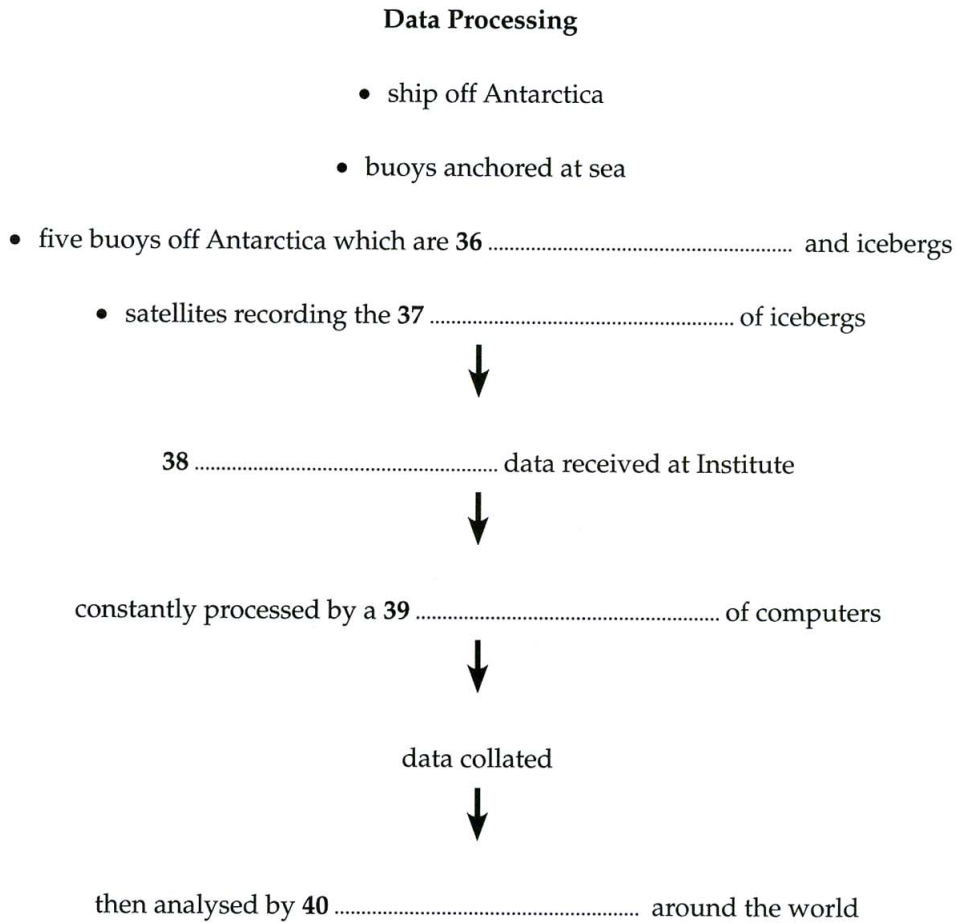 Data Processing
• ship off Antarctica
• buoys anchored at sea
• five buoys off Antarctica which are 36 ........................................ and icebergs
• satellites recording the 37 ........................................ of icebergs
38 ........................................ data received at Institute
constantly processed by a 39 ........................................ of computers
data collated
then analysed by 40 ........................................ around the world